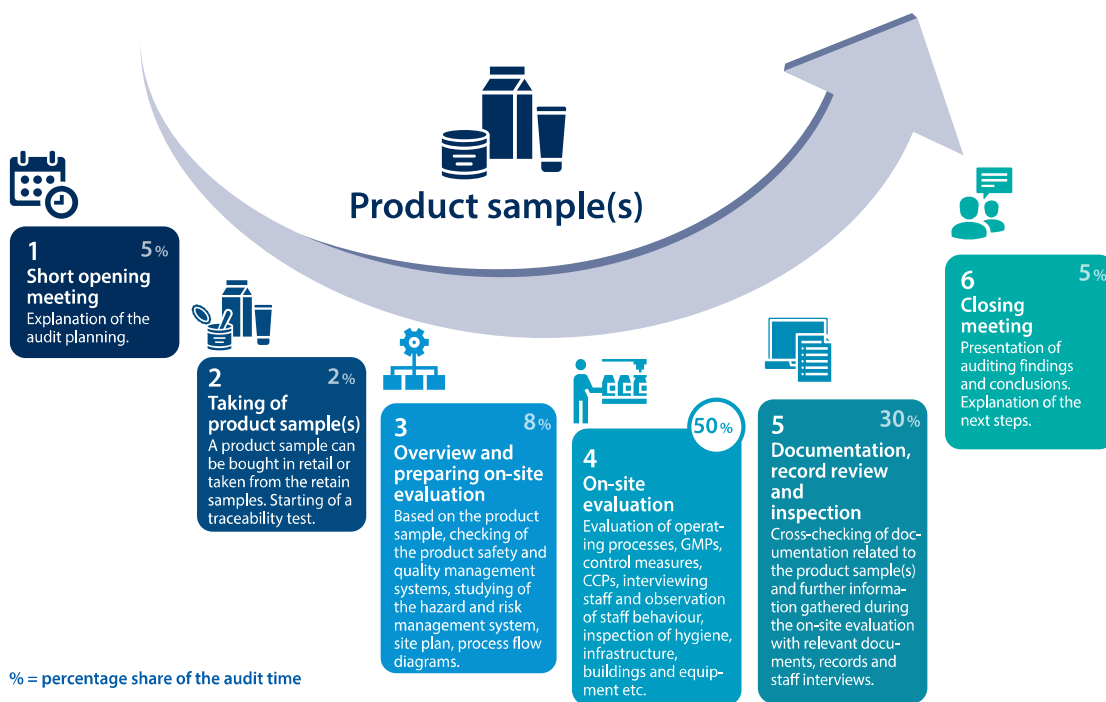 Product sample(s)
1
5%
Short opening
meeting
Explanation of the
audit planning.
2
2%
Taking of
product sample(s)
A product sample can
be bought in retail or
taken from the retain
samples. Starting of a
traceability test.
3
8%
Overview and
preparing on-site
evaluation
Based on the product
sample, checking of
the product safety and
quality management
systems, studying of
the hazard and risk
management system,
site plan, process flow
diagrams.
4
50%
On-site
evaluation
Evaluation of operat-
ing processes, GMPs,
control measures,
CCPs, interviewing
staff and observation
of staff behaviour,
inspection of hygiene,
infrastructure,
buildings and equip-
ment etc.
5
30%
Documentation,
record review
and
inspection
Cross-checking of doc-
umentation related to
the product sample(s)
and further informa-
tion gathered during
the on-site evaluation
with relevant docu-
ments, records and
staff interviews.
6
5%
Closing
meeting
Presentation of
auditing findings
and conclusions.
Explanation of the
next steps.
% = percentage share of the audit time